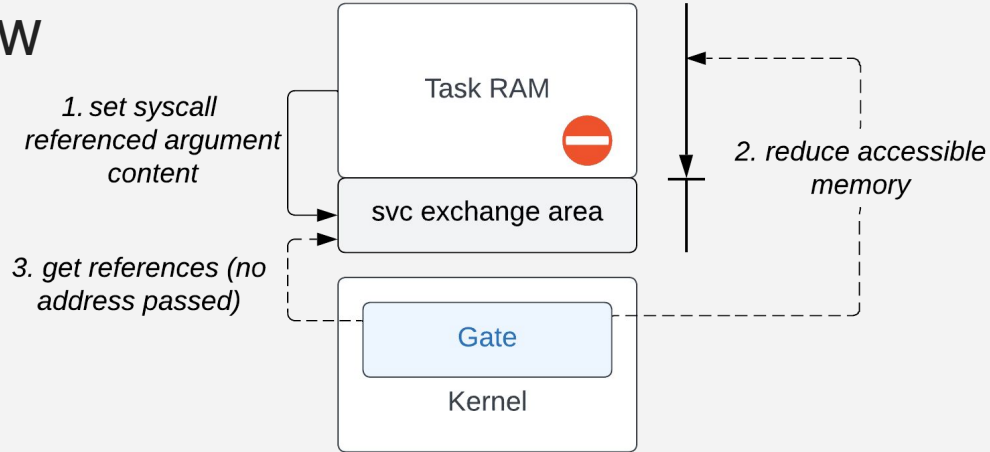 w
Task RAM
1. set syscall
referenced argument
content
2. reduce accessible
memory
svc exchange area
3. get references (no
address passed)
Gate
Kernel